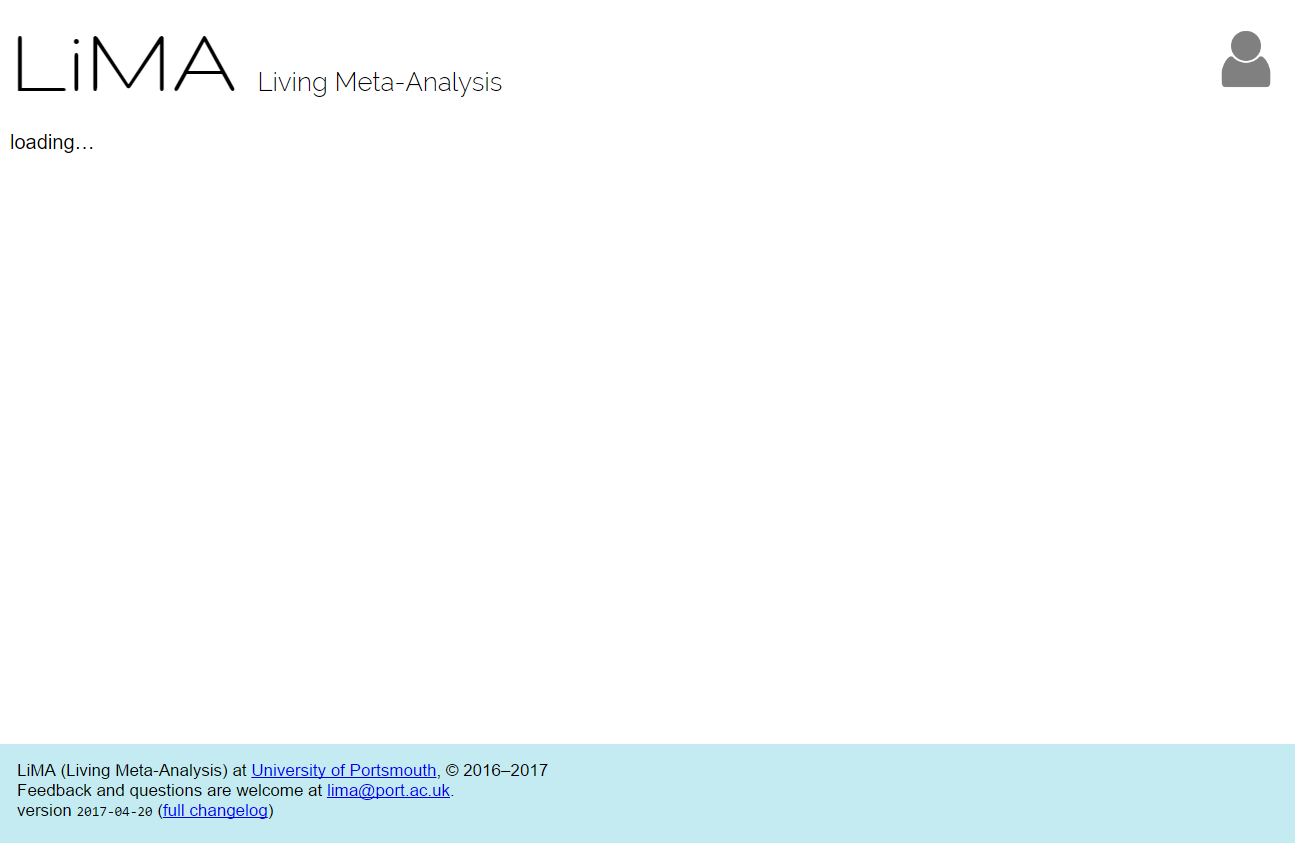 LiMA Living Meta-Analysis
loading…
LiMA (Living Meta-Analysis) at University of Portsmouth, © 2016–2017
Feedback and questions are welcome at lima@port.ac.uk.
version 2017-04-20 (full changelog)